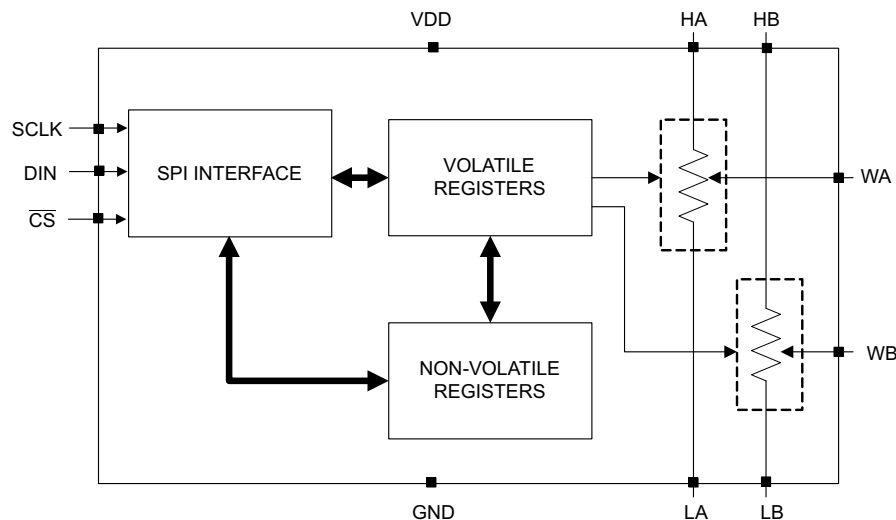 VDD
HA
HB
SCLK
DIN
CS
SPI INTERFACE
VOLATILE
REGISTERS
WA
NON-VOLATILE
REGISTERS
WB
GND
LA
LB